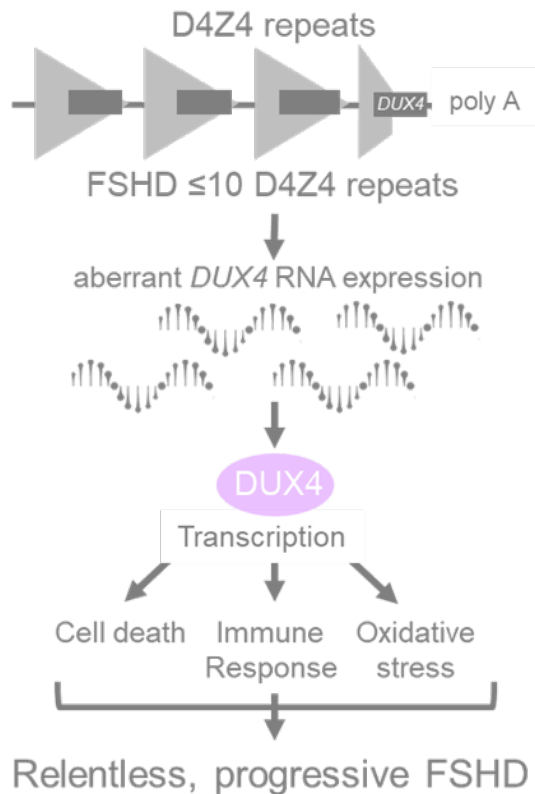 D4Z4 repeats
DUX4 poly A
FSHD ≤10 D4Z4 repeats
aberrant DUX4 RNA expression
DUX4
Transcription
Cell death
Immune
Response
Oxidative
stress
Relentless, progressive FSHD